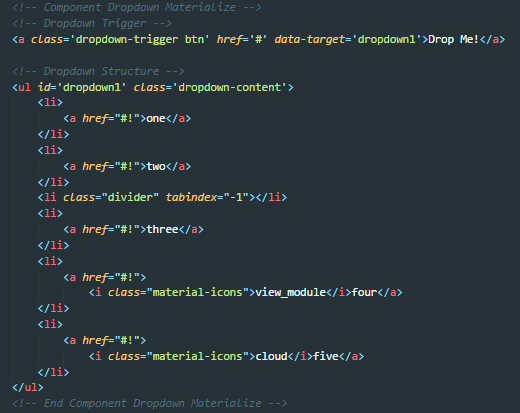 <!-- Component Dropdown Materialize -->
<!-- Dropdown Trigger -->
<a class='dropdown-trigger btn' href='#' data-target='dropdown1'>Drop Me!</a>
<!-- Dropdown Structure -->
<ul id='dropdown1' class='dropdown-content'>
<li>
<a href="#!">one</a>
</li>
<li>
<a href="#!">two</a>
</li>
<li class="divider" tabindex="-1"></li>
<li>
<a href="#!">three</a>
</li>
<li>
<a href="#!">
<i class="material-icons">view_module</i>four</a>
</li>
<li>
<a href="#!">
<i class="material-icons">cloud</i>five</a>
</li>
</ul>
<!-- End Component Dropdown Materialize -->